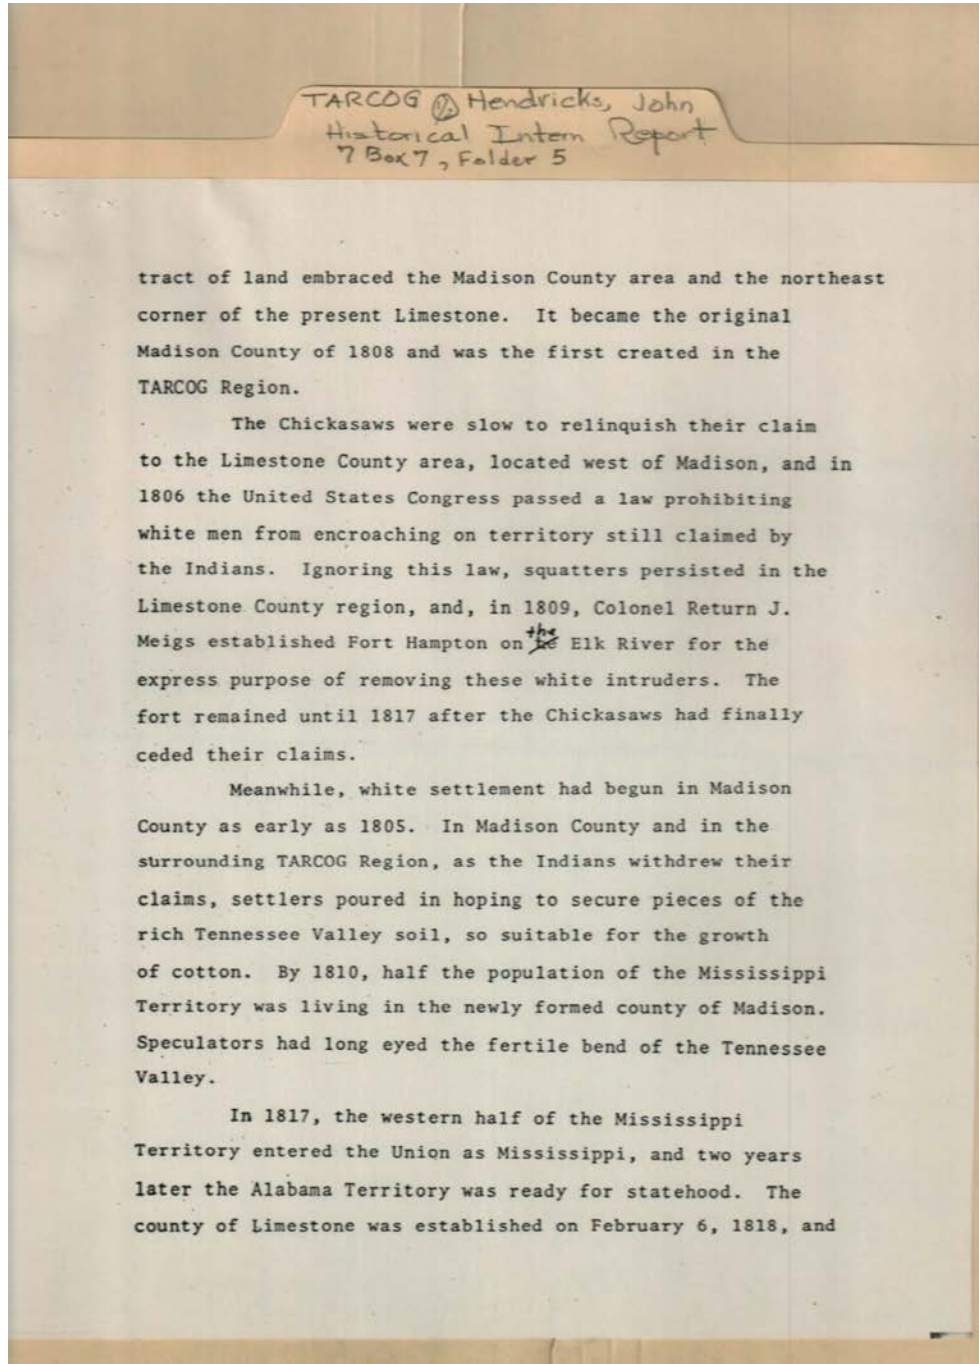 TARCOG ½ Hendricks, John
Historical Intern Report
7 Box 7, Folder 5
tract of land embraced the Madison County area and the northeast
corner of the present Limestone. It became the original
Madison County of 1808 and was the first created in the
TARCOG Region.
The Chickasaws were slow to relinquish their claim
to the Limestone County area, located west of Madison, and in
1806 the United States Congress passed a law prohibiting
white men from encroaching on territory still claimed by
the Indians. Ignoring this law, squatters persisted in the
Limestone County region, and, in 1809, Colonel Return J.
Meigs established Fort Hampton on the Elk River for the
express purpose of removing these white intruders. The
fort remained until 1817 after the Chickasaws had finally
ceded their claims.
Meanwhile, white settlement had begun in Madison
County as early as 1805. In Madison County and in the
surrounding TARCOG Region, as the Indians withdrew their
claims, settlers poured in hoping to secure pieces of the
rich Tennessee Valley soil, so suitable for the growth
of cotton. By 1810, half the population of the Mississippi
Territory was living in the newly formed county of Madison.
Speculators had long eyed the fertile bend of the Tennessee
Valley.
In 1817, the western half of the Mississippi
Territory entered the Union as Mississippi, and two years
later the Alabama Territory was ready for statehood. The
county of Limestone was established on February 6, 1818, and